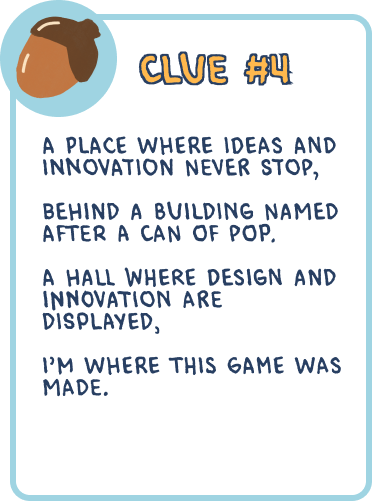 CLUE #4
A PLACE WHERE IDEAS AND
INNOVATION NEVER STOP,
BEHIND A BUILDING NAMED
AFTER A CAN OF POP.
A HALL WHERE DESIGN AND
INNOVATION ARE
DISPLAYED,
I'M WHERE THIS GAME WAS
MADE.